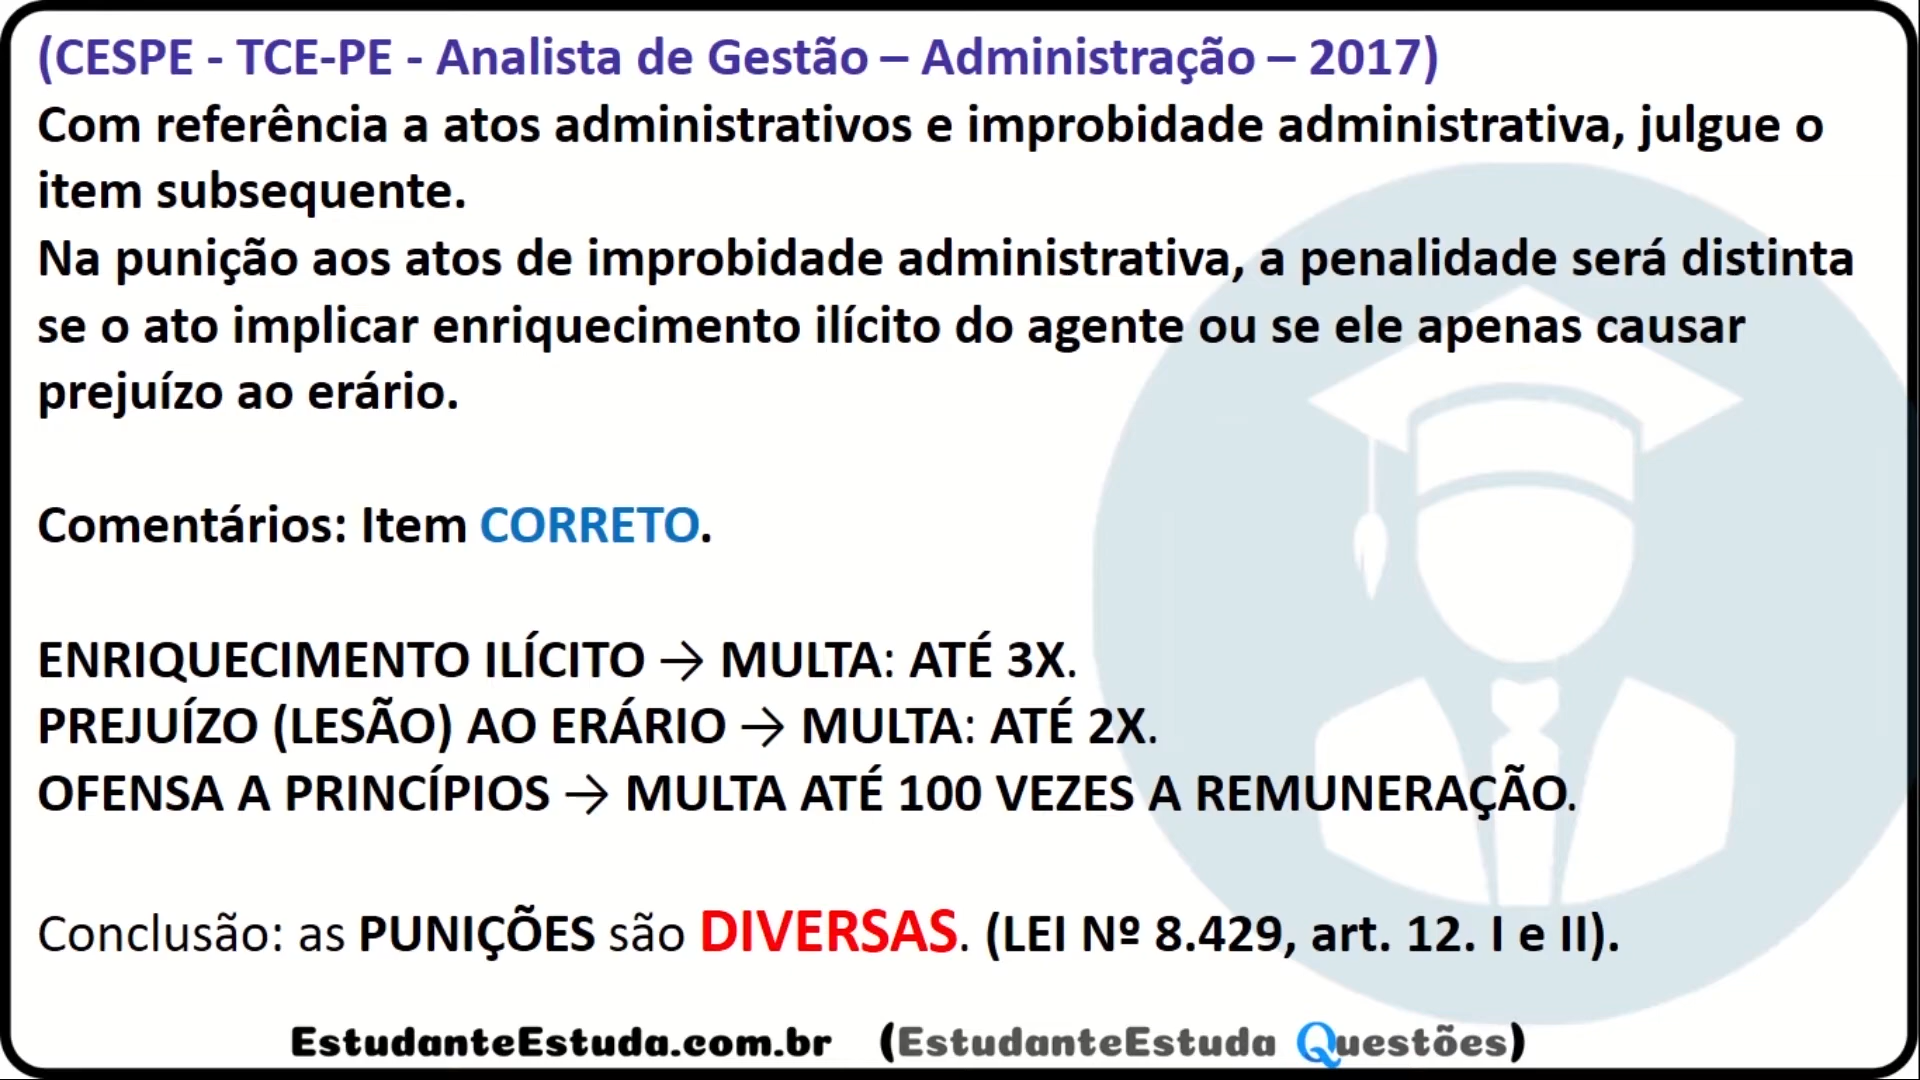 (CESPE - TCE-PE - Analista de Gestão – Administração – 2017)
Com referência a atos administrativos e improbidade administrativa, julgue o
item subsequente.
Na punição aos atos de improbidade administrativa, a penalidade será distinta
se o ato implicar enriquecimento ilícito do agente ou se ele apenas causar
prejuízo ao erário.
Comentários: Item CORRETO.
ENRIQUECIMENTO ILÍCITO → MULTA: ATÉ 3X.
PREJUÍZO (LESÃO) AO ERÁRIO → MULTA: ATÉ 2X.
OFENSA A PRINCÍPIOS → MULTA ATÉ 100 VEZES A REMUNERAÇÃO.
Conclusão: as PUNIÇÕES são DIVERSAS. (LEI Nº 8.429, art. 12. I e II).
EstudanteEstuda.com.br (EstudanteEstuda Questões)